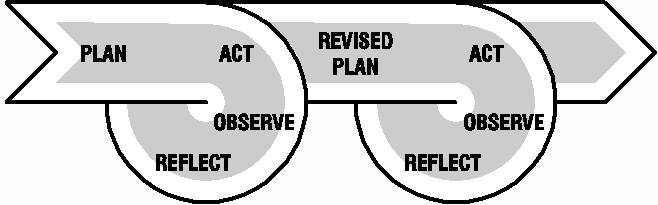 PLAN
ACT
OBSERVE
REFLECT
REVISED
PLAN
ACT
OBSERVE
REFLECT